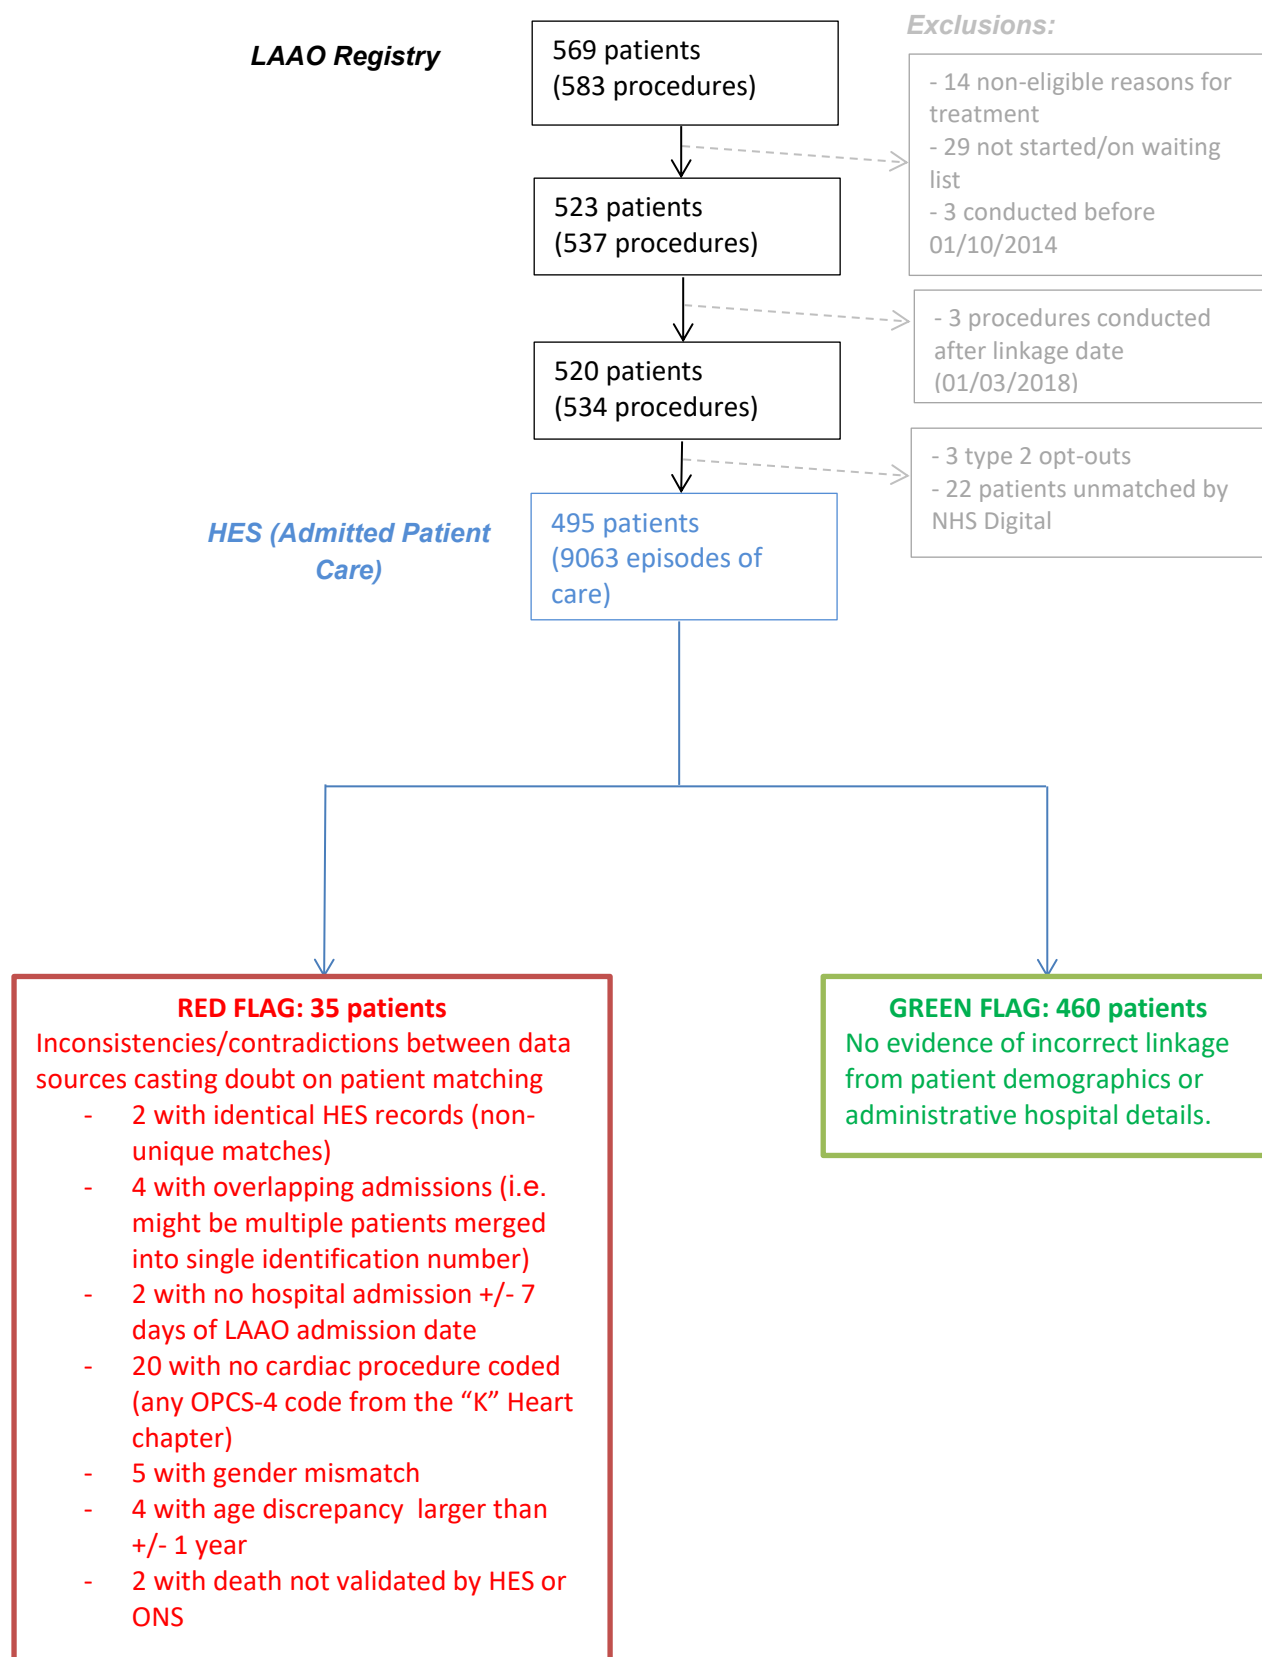 LAAO Registry
569 patients
(583 procedures)
Exclusions:
- 14 non-eligible reasons for
treatment
- 29 not started/on waiting
list
- 3 conducted before
01/10/2014
523 patients
(537 procedures)
- 3 procedures conducted
after linkage date
(01/03/2018)
520 patients
(534 procedures)
- 3 type 2 opt-outs
- 22 patients unmatched by
NHS Digital
HES (Admitted Patient
Care)
495 patients
(9063 episodes of
care)
RED FLAG: 35 patients
Inconsistencies/contradictions between data
sources casting doubt on patient matching
- 2 with identical HES records (non-
unique matches)
- 4 with overlapping admissions (i.e.
might be multiple patients merged
into single identification number)
- 2 with no hospital admission +/- 7
days of LAAO admission date
- 20 with no cardiac procedure coded
(any OPCS-4 code from the “K” Heart
chapter)
- 5 with gender mismatch
- 4 with age discrepancy larger than
+/- 1 year
- 2 with death not validated by HES or
ONS
GREEN FLAG: 460 patients
No evidence of incorrect linkage
from patient demographics or
administrative hospital details.